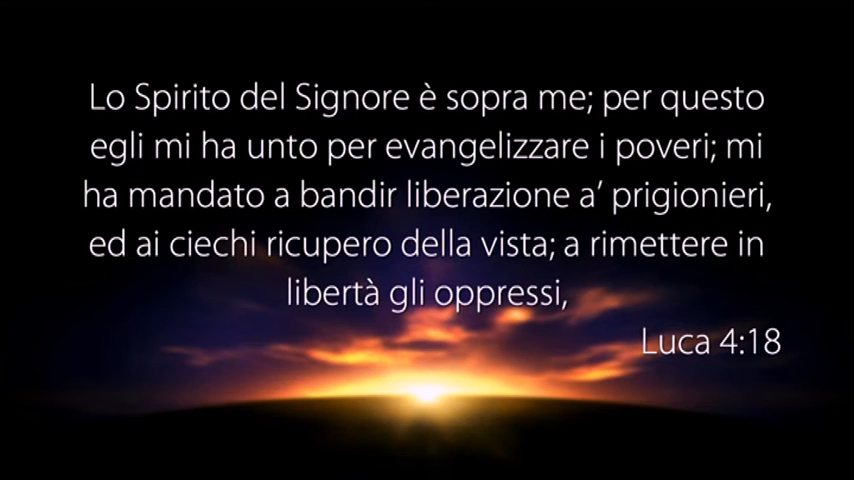 Lo Spirito del Signore è sopra me; per questo
egli mi ha unto per evangelizzare i poveri; mi
ha mandato a bandir liberazione a’ prigionieri,
ed ai ciechi ricupero della vista; a rimettere in
libertà gli oppressi,
Luca 4:18